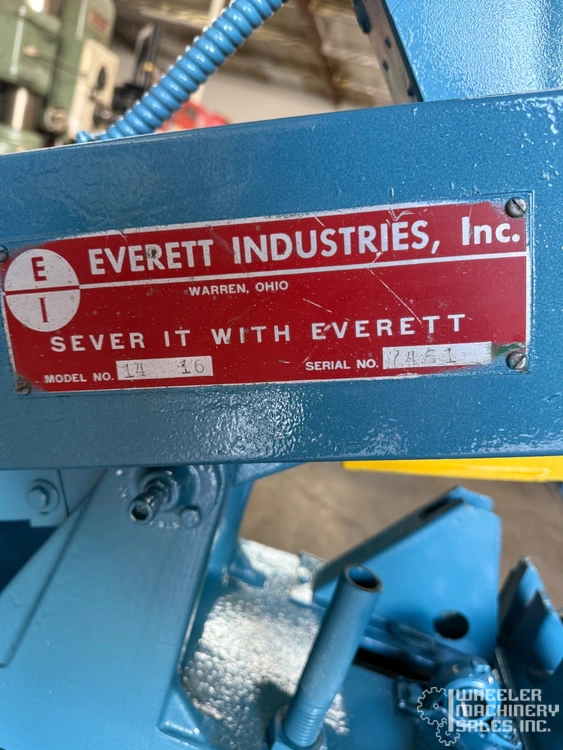 E
I
EVERETT INDUSTRIES, Inc.
WARREN, OHIO
SEVER IT WITH EVERETT
MODEL NO. 14 16 SERIAL NO. 7461
WHEELER
MACHINERY
SALES, INC.